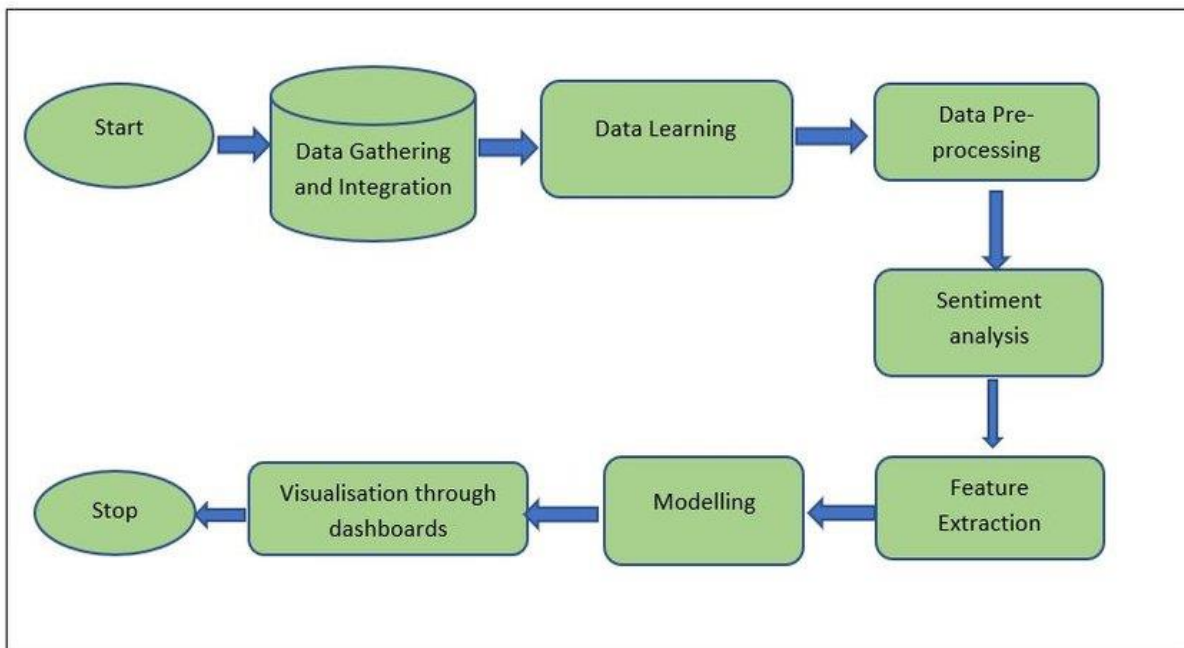 Start
Data Gathering
and Integration
Data Learning
Data Pre-
processing
Sentiment
analysis
Feature
Extraction
Modelling
Visualisation through
dashboards
Stop